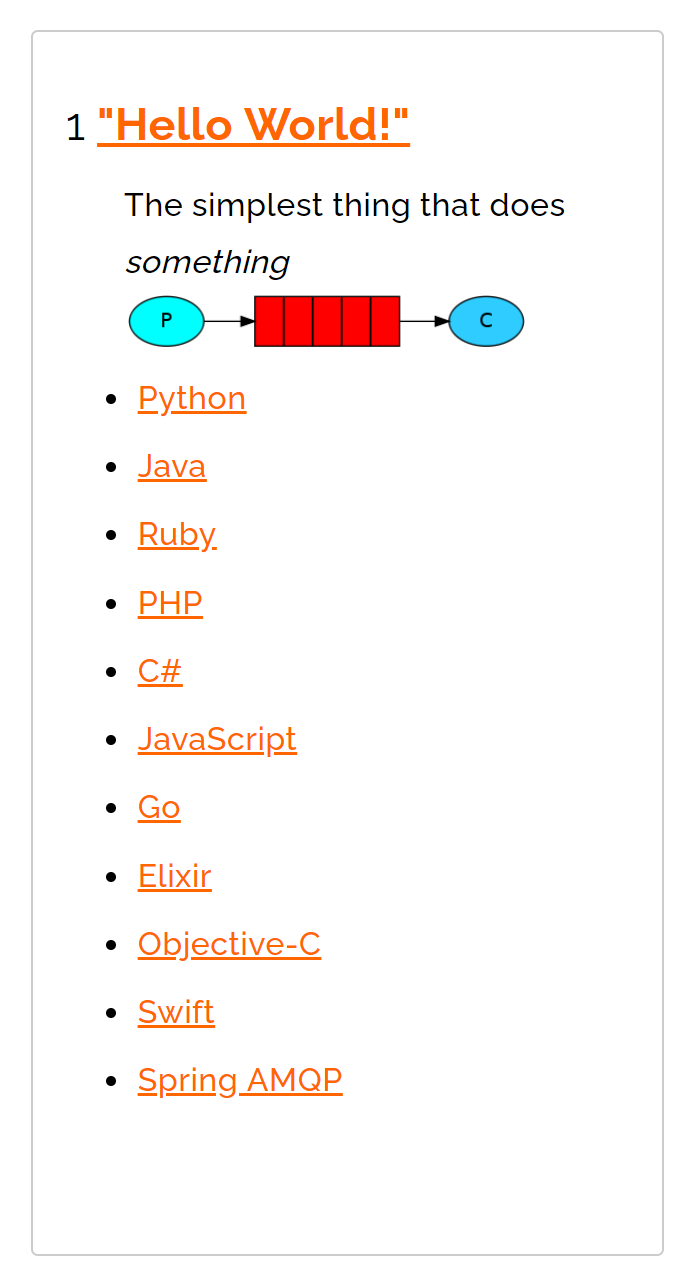 1 "Hello World!"
The simplest thing that does
something
P C
Python
Java
Ruby
PHP
C#
JavaScript
Go
Elixir
Objective-C
Swift
Spring AMQP